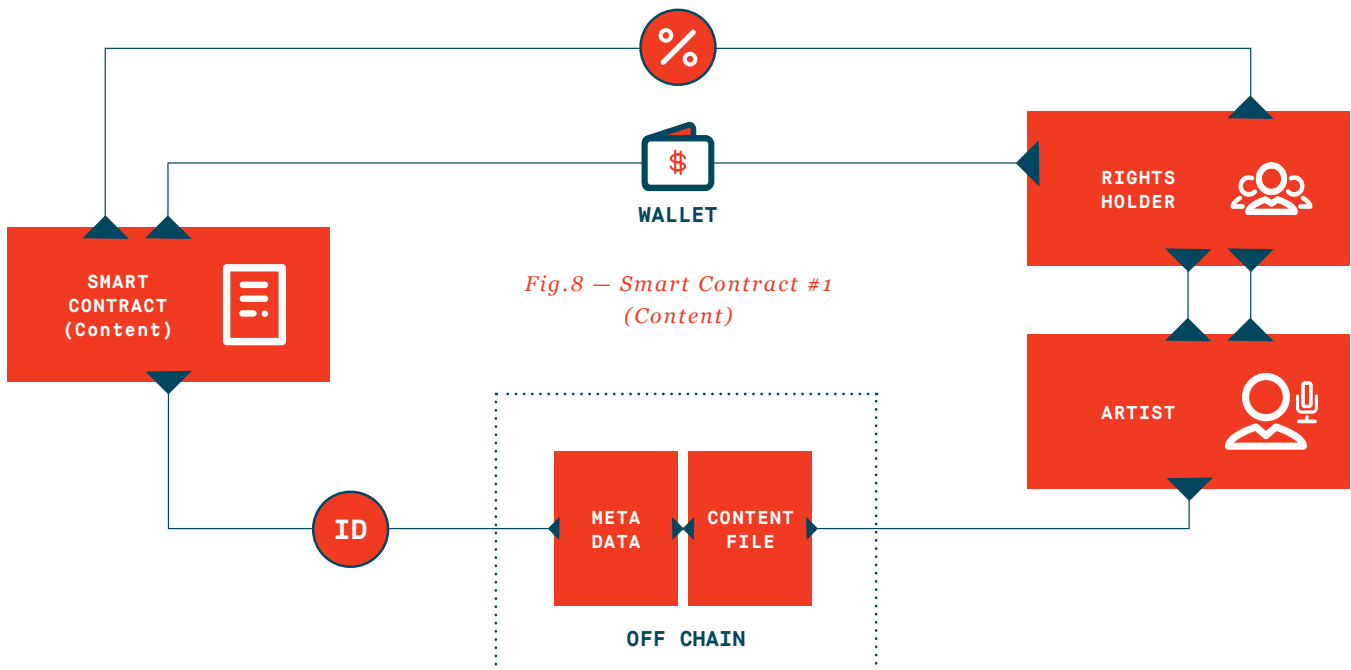 %
$
WALLET
RIGHTS
HOLDER
SMART
CONTRACT
(Content)
Fig.8 — Smart Contract #1
(Content)
ARTIST
ID
META
DATA
CONTENT
FILE
OFF CHAIN